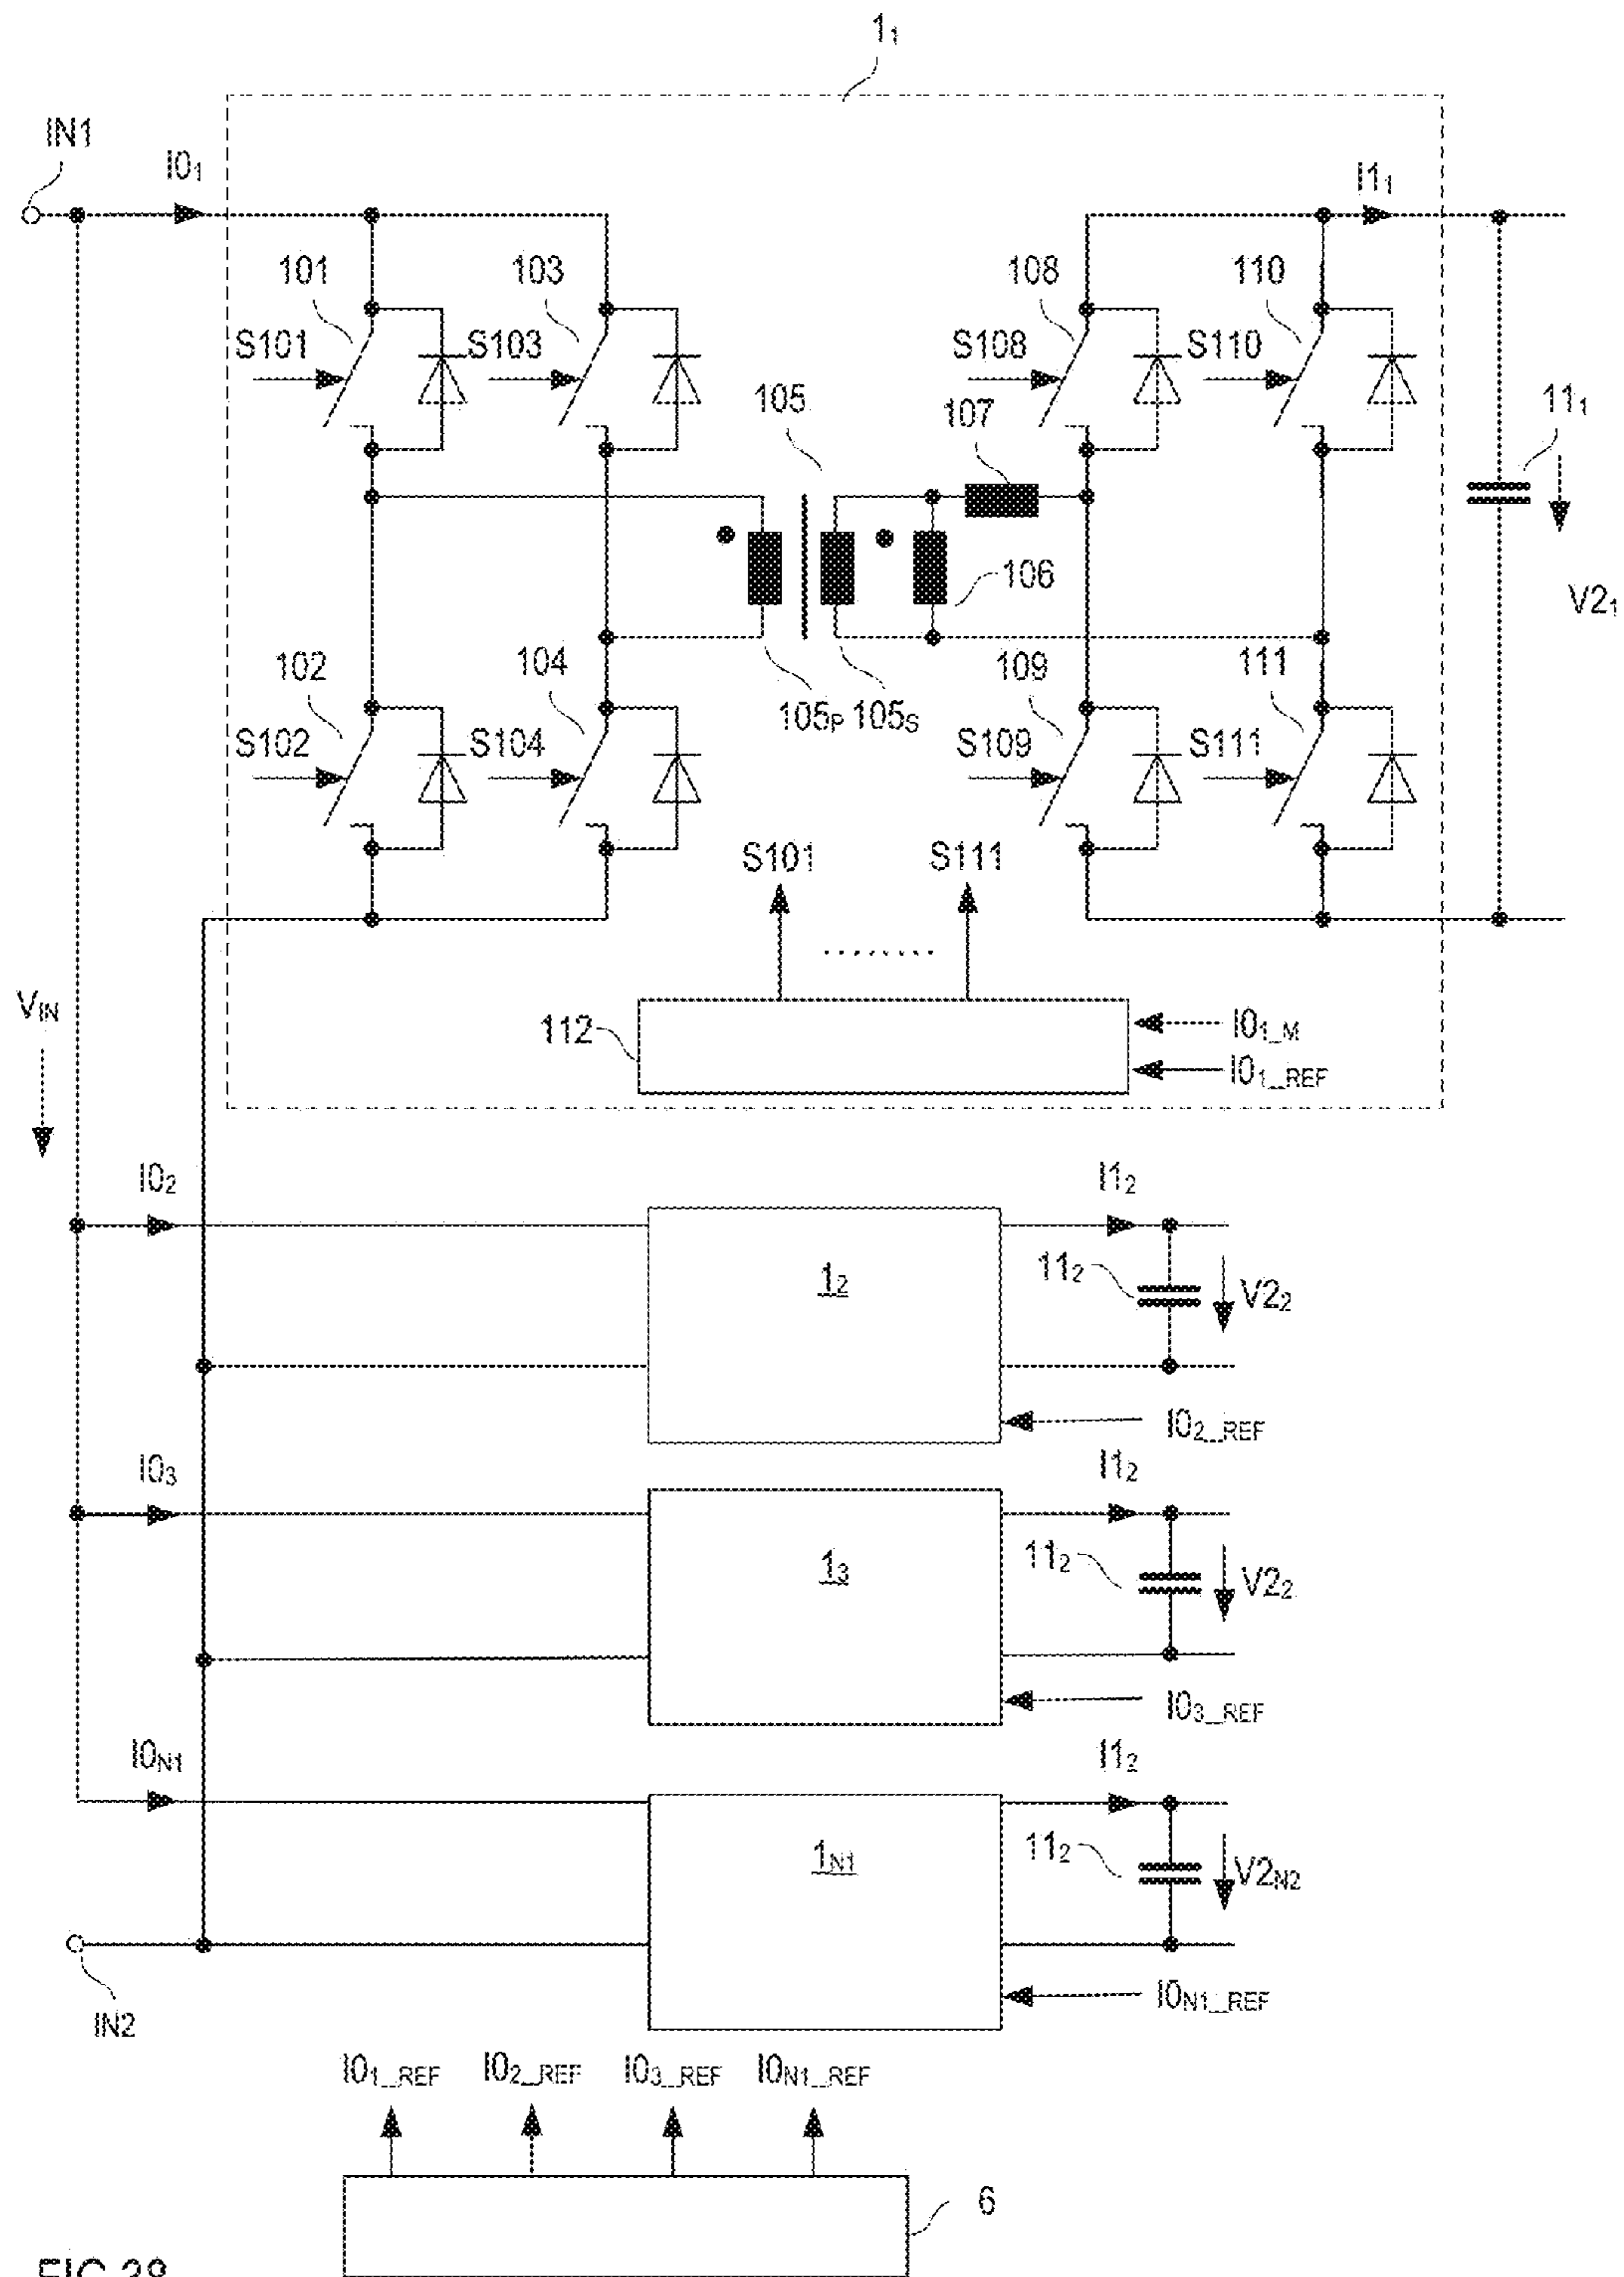 1₁
IN1
I0₁
I1₁
101
103
108
110
S101
S103
S108
S110
105
107
11₁
106
V2₁
102
104
109
111
105P 105S
S102
S104
S109
S111
S101
S111
........
VIN
112
I0₁_M
I0₁_REF
I0₂
I1₂
1₂
11₂
V2₂
I0₂_REF
I0₃
I1₂
1₃
11₂
V2₂
I0₃_REF
I0N1
I1₂
1N1
11₂
V2N2
I0N1_REF
IN2
I0₁_REF I0₂_REF I0₃_REF I0N1_REF
6
FIG 38